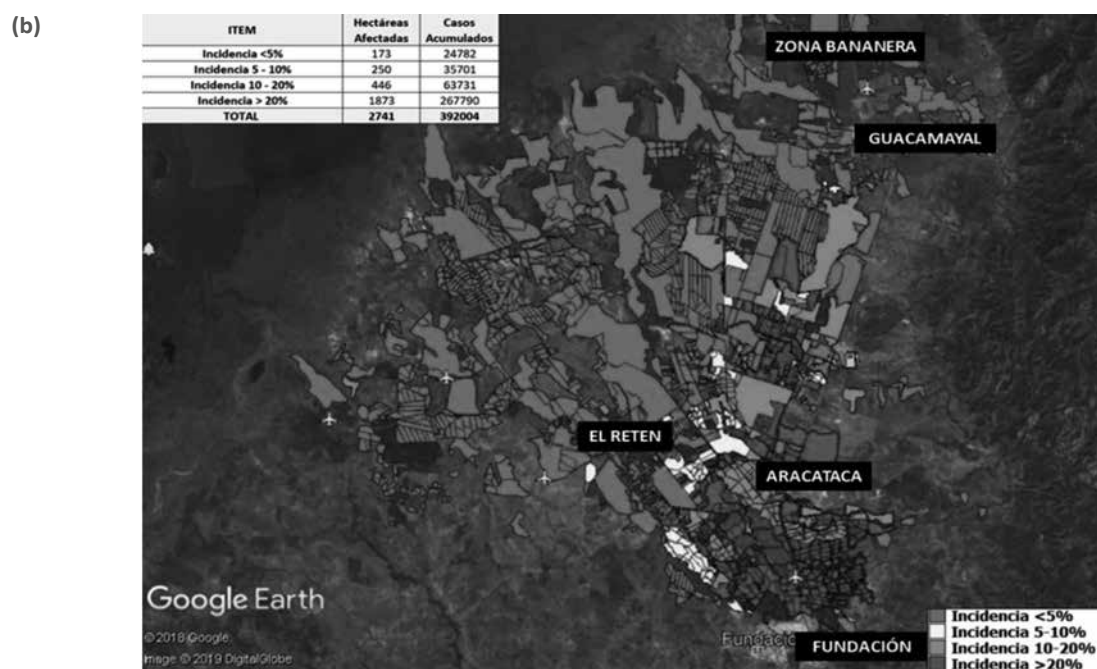 (b)
ITEM Hectáreas Afectadas Casos Acumulados
Incidencia <5% 173 24782
Incidencia 5 - 10% 250 35701
Incidencia 10 - 20% 446 63731
Incidencia > 20% 1873 267790
TOTAL 2741 392004
ZONA BANANERA
GUACAMAYAL
EL RETEN
ARACATACA
Google Earth
© 2018 Google
Image © 2019 DigitalGlobe
Fundació
FUNDACIÓN
Incidencia <5%
Incidencia 5-10%
Incidencia 10-20%
Incidencia >20%